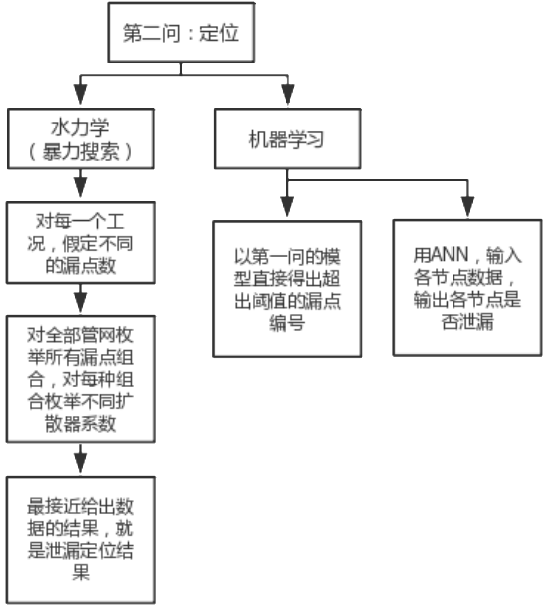 第二问：定位
水力学
（暴力搜索）
机器学习
对每一个工
况，假定不同
的漏点数
以第一问的模
型直接得出超
出阈值的漏点
编号
用ANN，输入
各节点数据，
输出各节点是
否泄漏
对全部管网枚
举所有漏点组
合，对每种组
合枚举不同扩
散器系数
最接近给出数
据的结果，就
是泄漏定位结
果